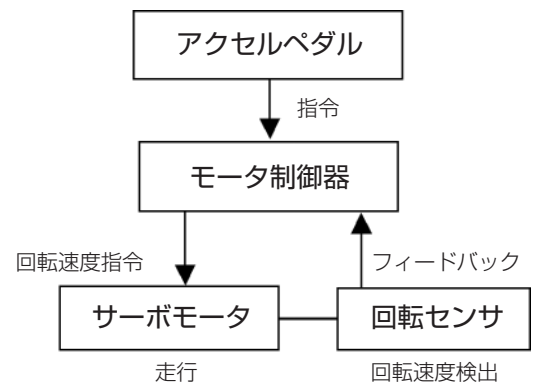 アクセルペダル
指令
モータ制御器
回転速度指令
フィードバック
サーボモータ
回転センサ
走行
回転速度検出